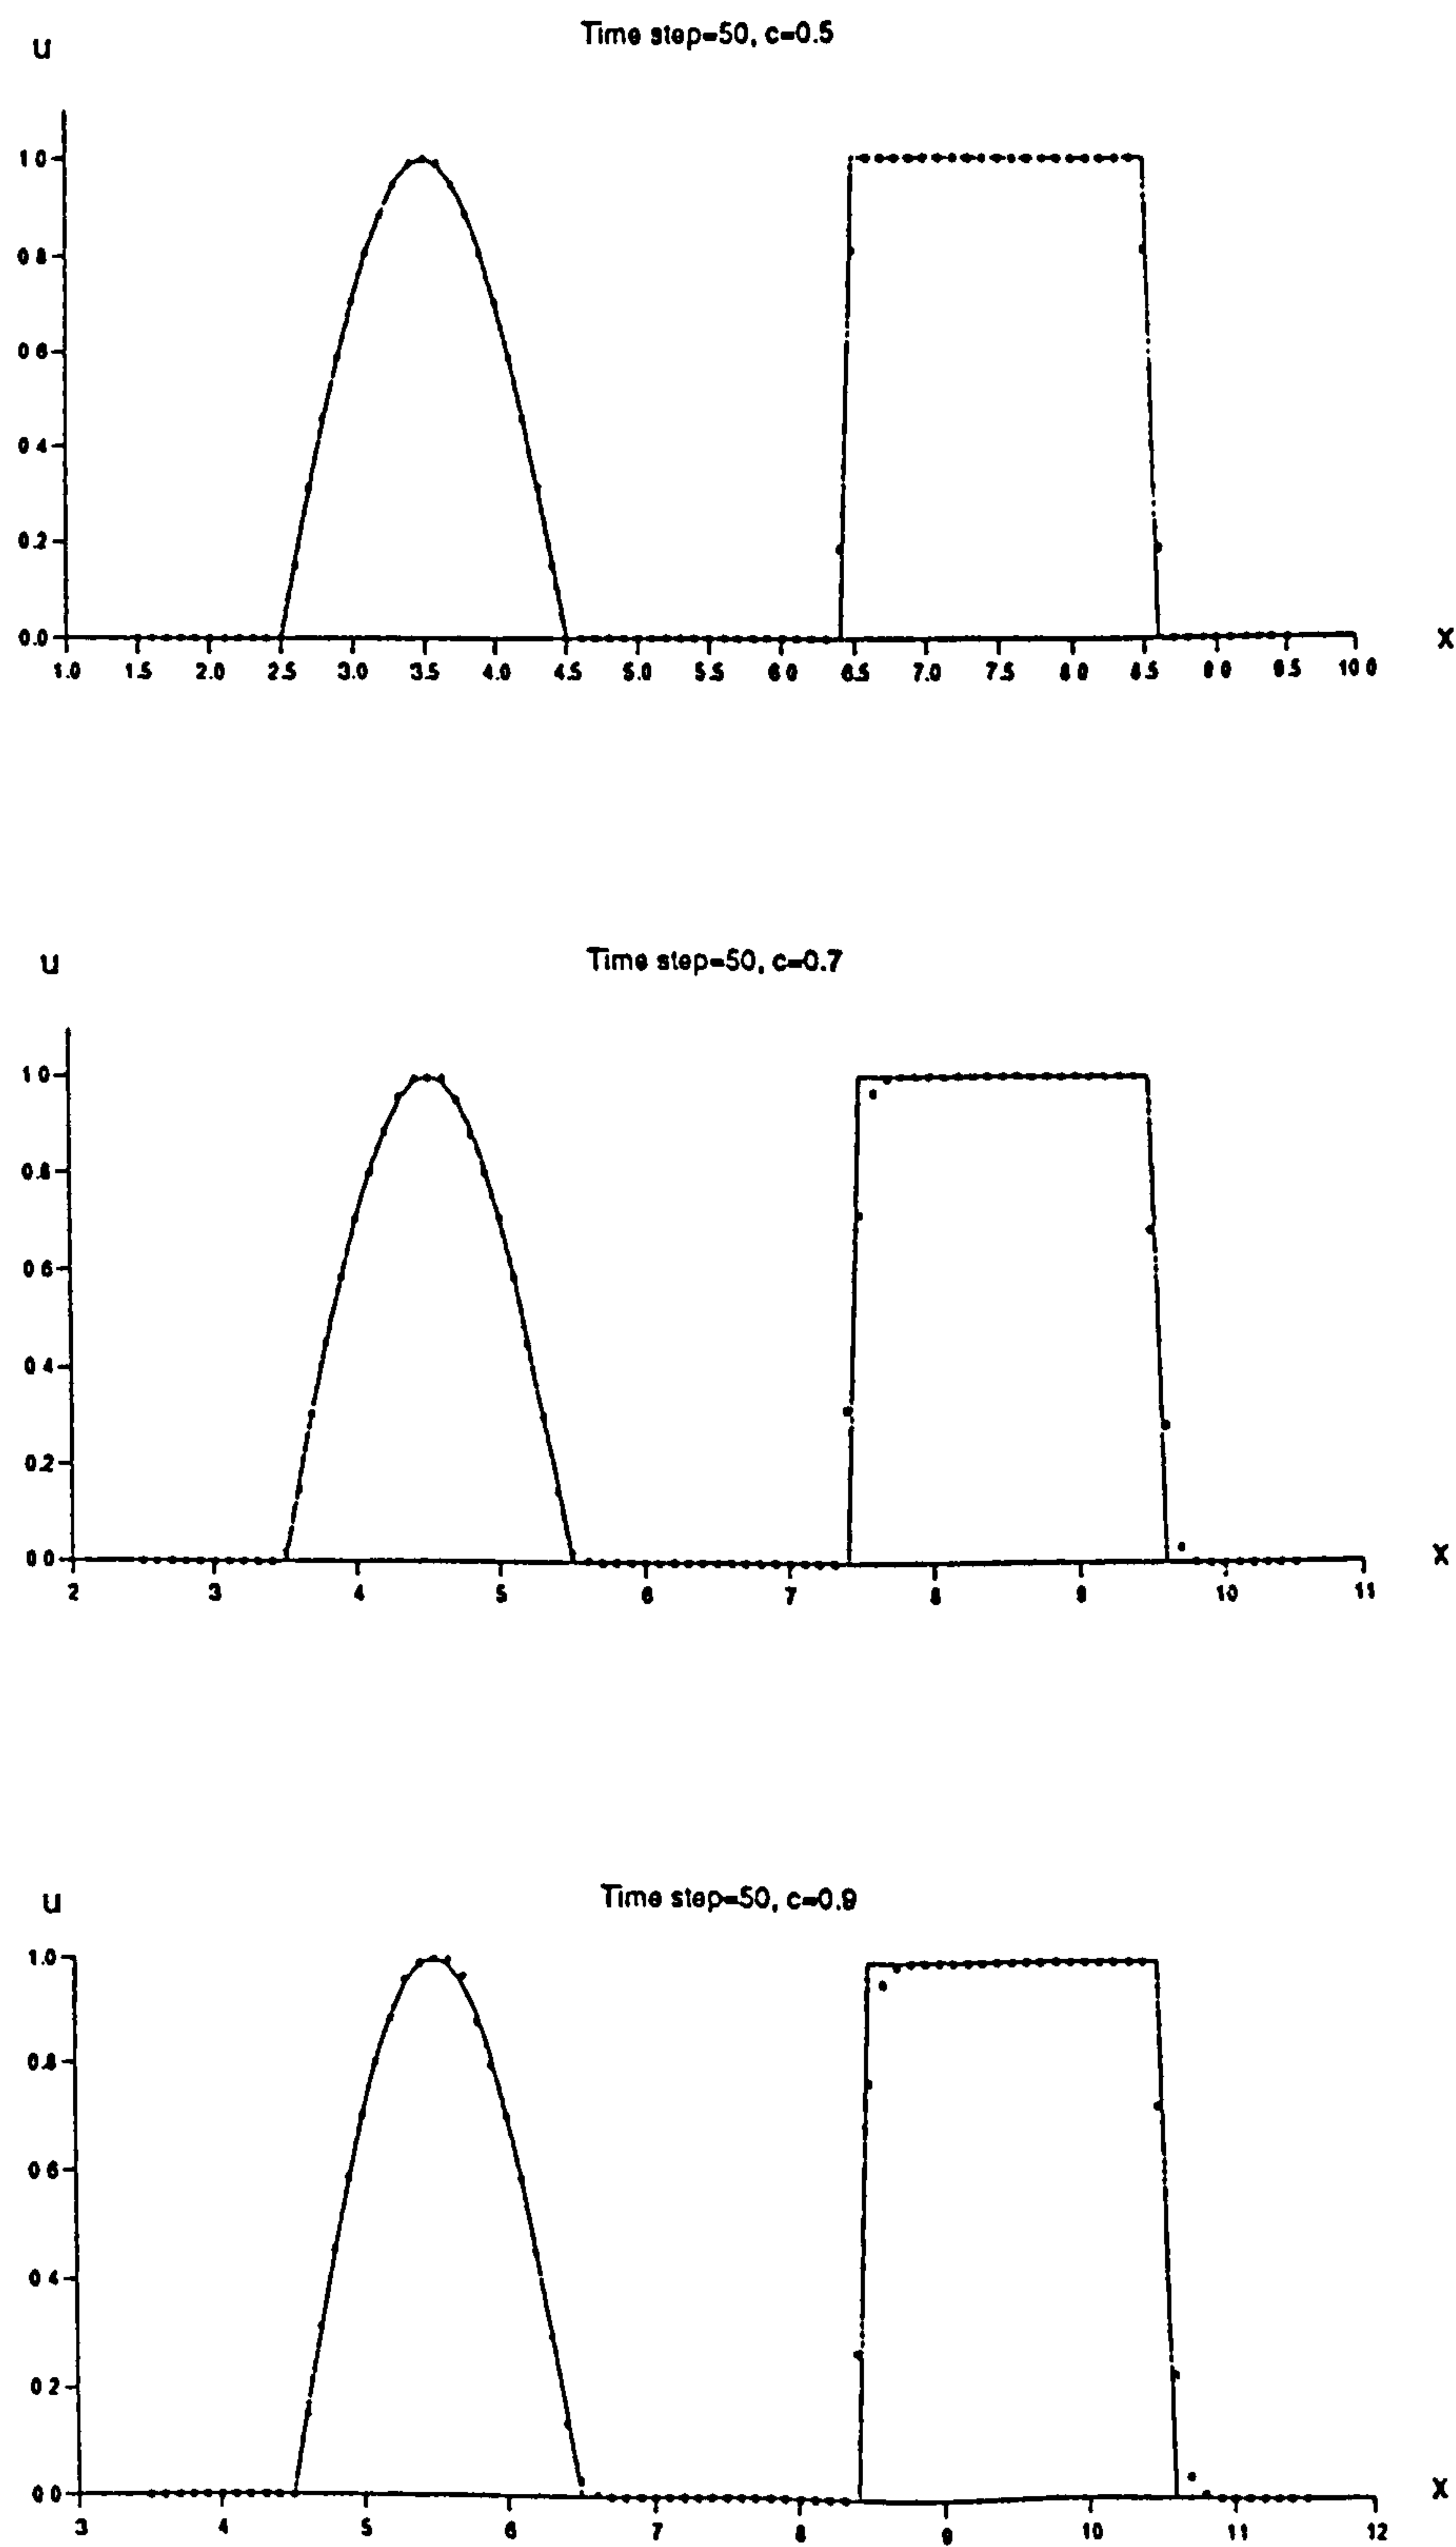 Time step=50, c=0.5
u
1 0
0 8
0 6
0 4
0.2
0.0
x
1.0 1.5 2.0 2.5 3.0 3.5 4.0 4.5 5.0 5.5 6 0 6.5 7.0 7.5 8 0 8.5 9 0 9.5 10 0
Time step=50, c=0.7
u
1 0
0.8
0 6
0 4
0.2
0 0
x
2 3 4 5 6 7 8 9 10 11
Time step=50, c=0.9
u
1.0
0.8
0 6
0 4
0 2
0 0
x
3 4 5 6 7 8 9 10 11 12